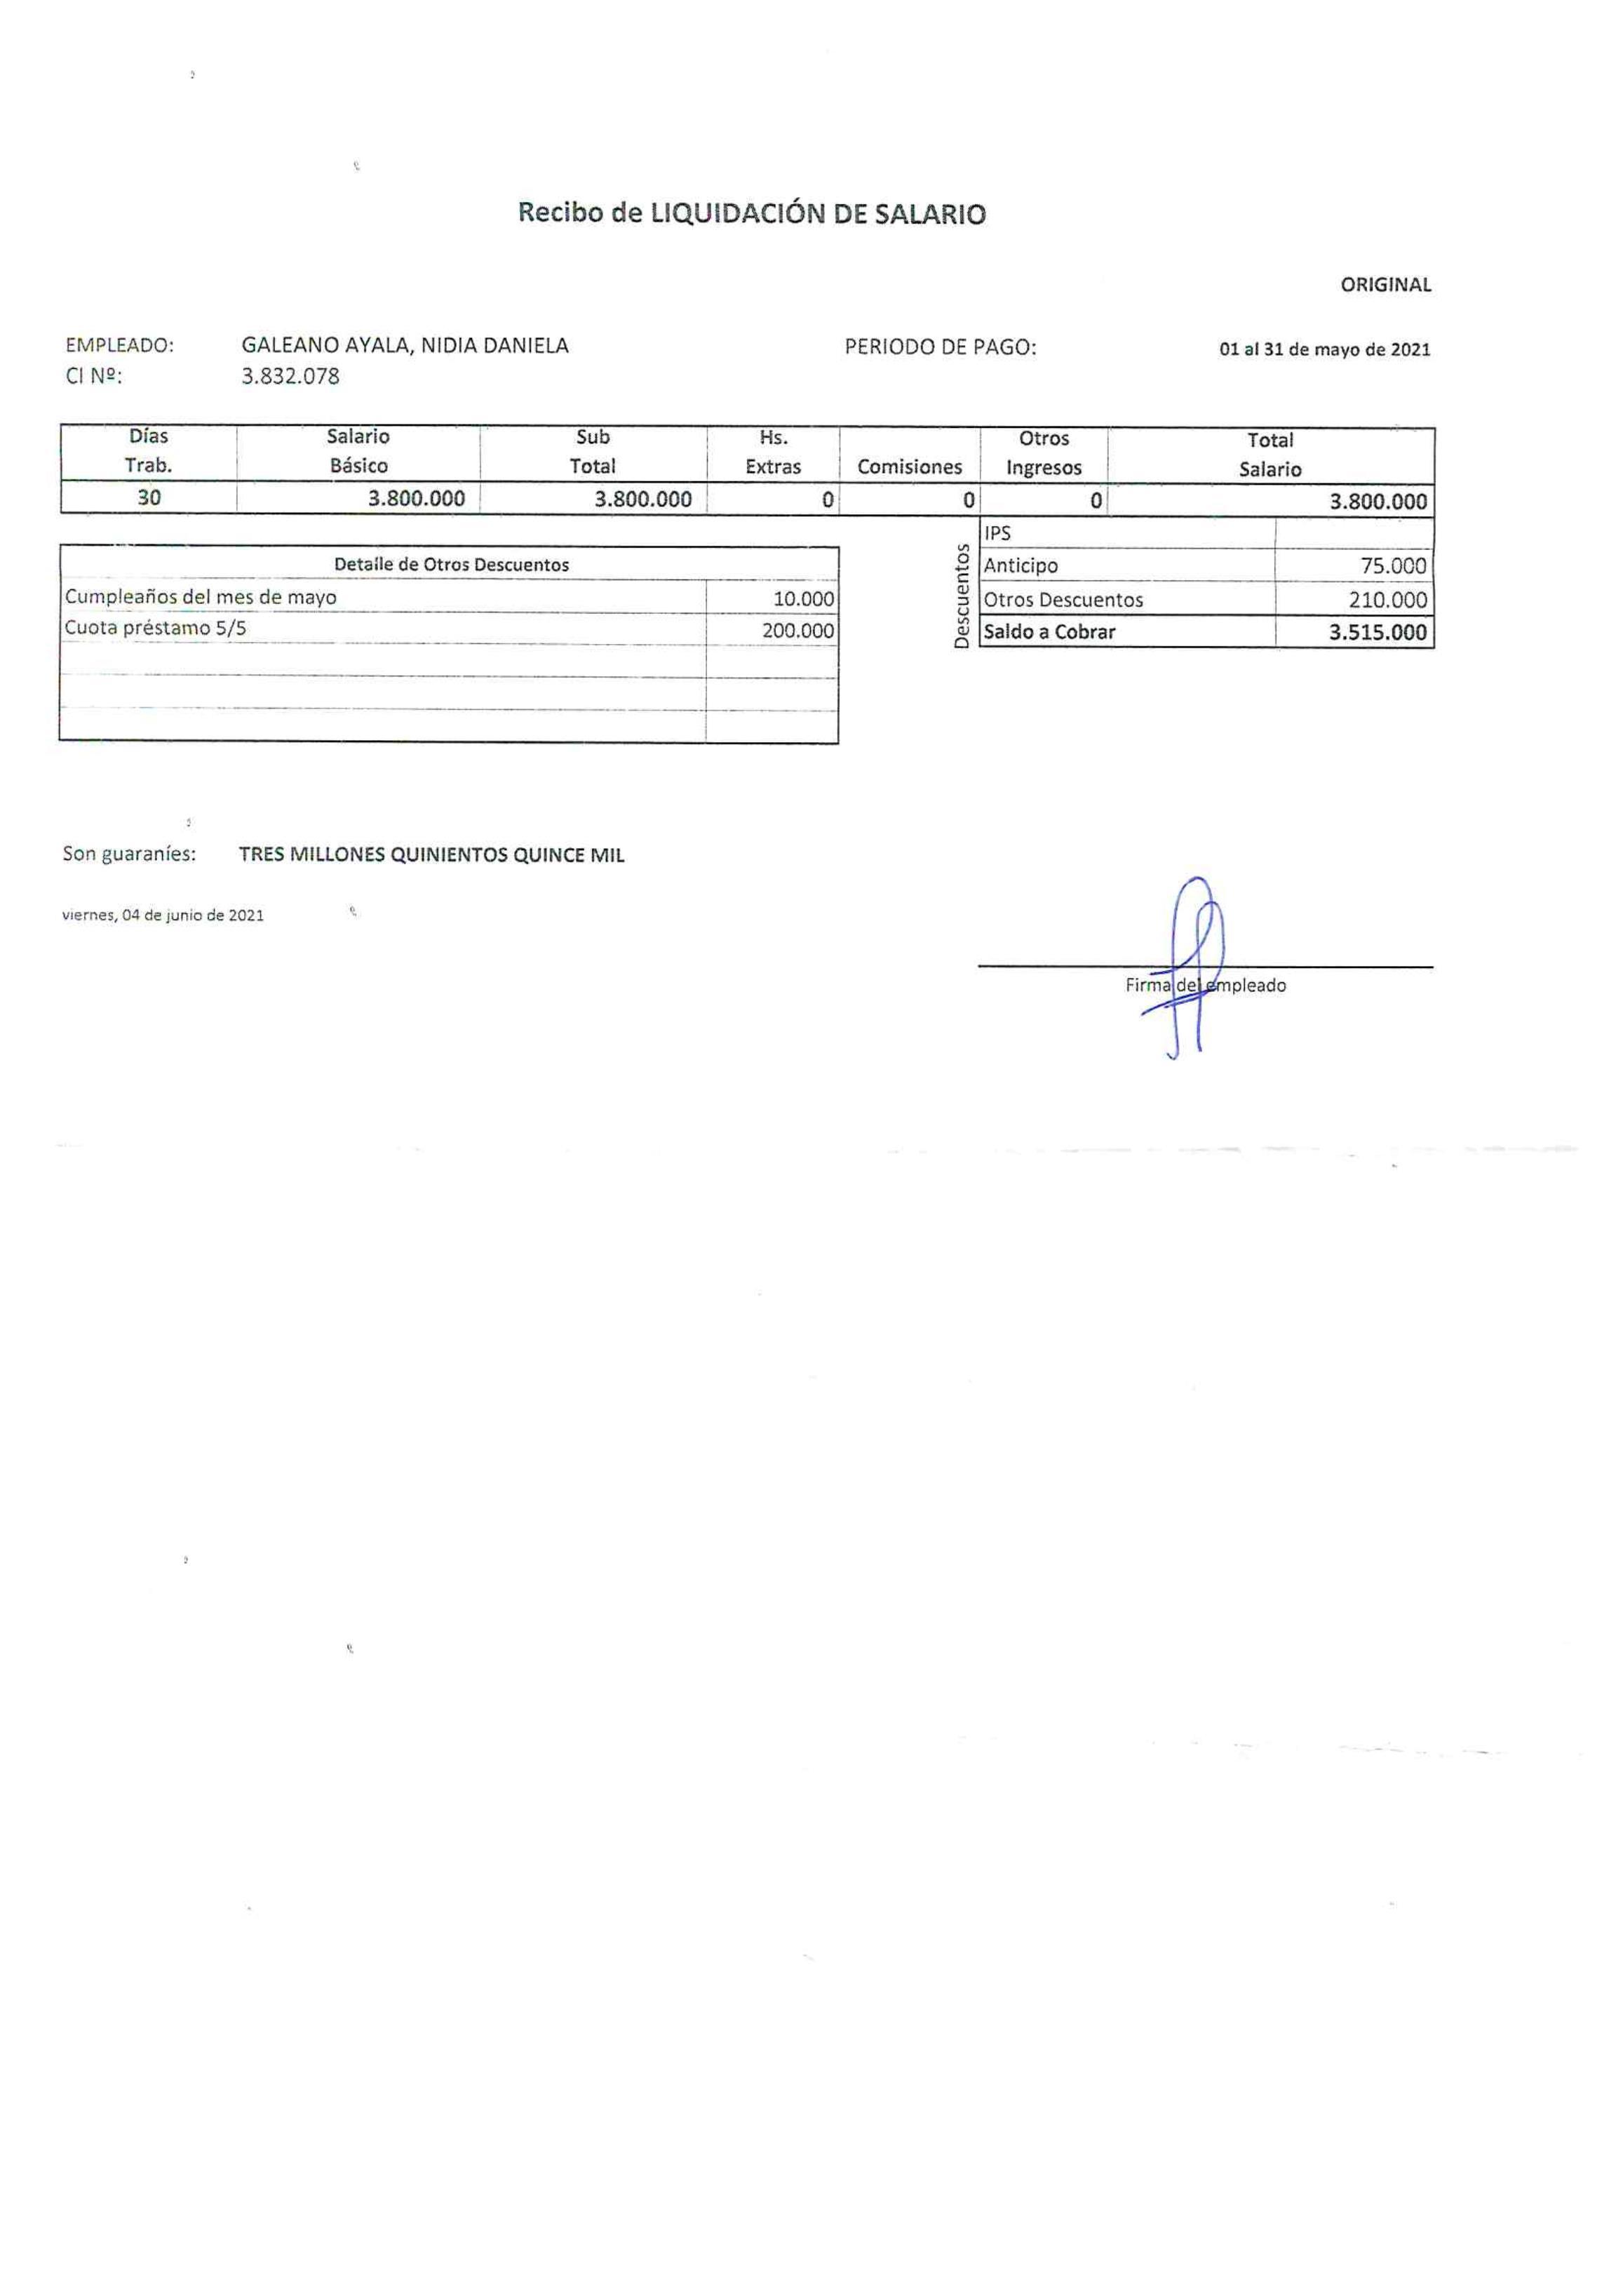 Recibo de LIQUIDACIÓN DE SALARIO
ORIGINAL
EMPLEADO: GALEANO AYALA, NIDIA DANIELA PERIODO DE PAGO: 01 al 31 de mayo de 2021
CI Nº: 3.832.078
Días Trab. Salario Básico Sub Total Hs. Extras Comisiones Otros Ingresos Total Salario
30 3.800.000 3.800.000 0 0 0 3.800.000
Descuentos
IPS
Anticipo 75.000
Otros Descuentos 210.000
Saldo a Cobrar 3.515.000
Detalle de Otros Descuentos
Cumpleaños del mes de mayo 10.000
Cuota préstamo 5/5 200.000
Son guaraníes: TRES MILLONES QUINIENTOS QUINCE MIL
viernes, 04 de junio de 2021
Firma del empleado